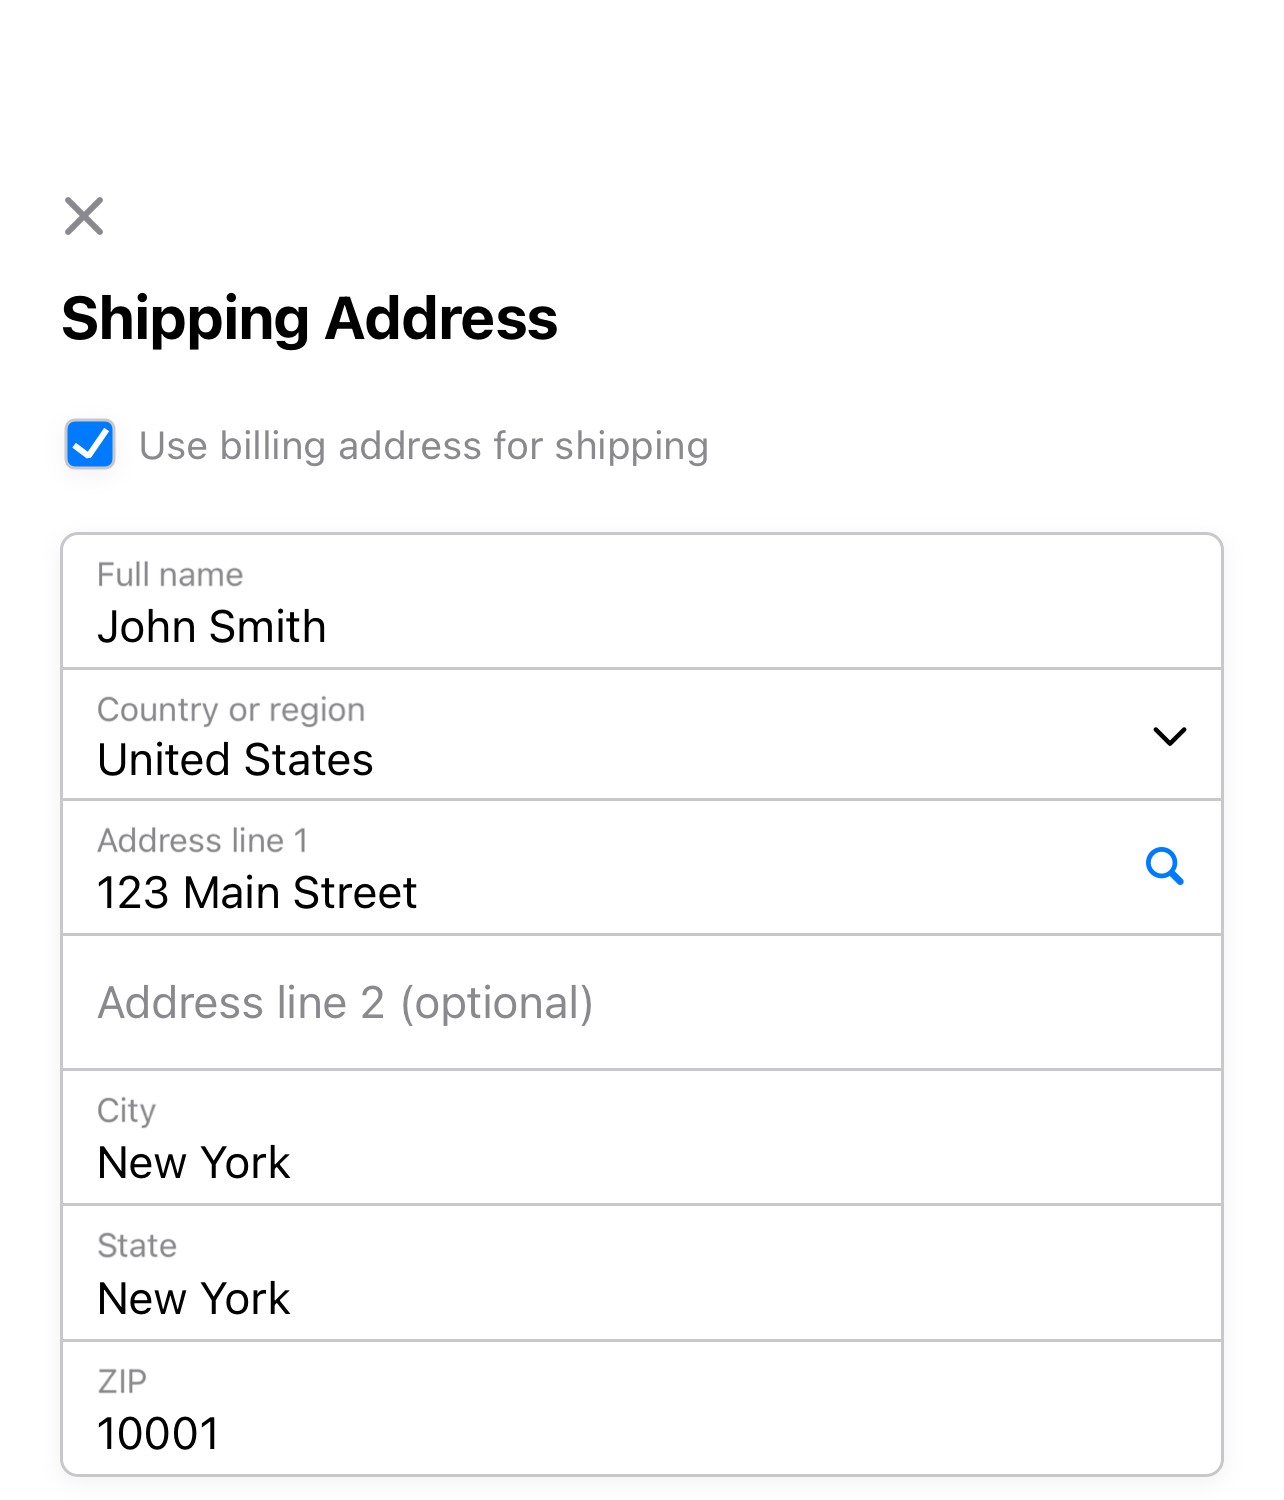 Shipping Address
Use billing address for shipping
Full name
John Smith
Country or region
United States
Address line 1
123 Main Street
Address line 2 (optional)
City
New York
State
New York
ZIP
10001